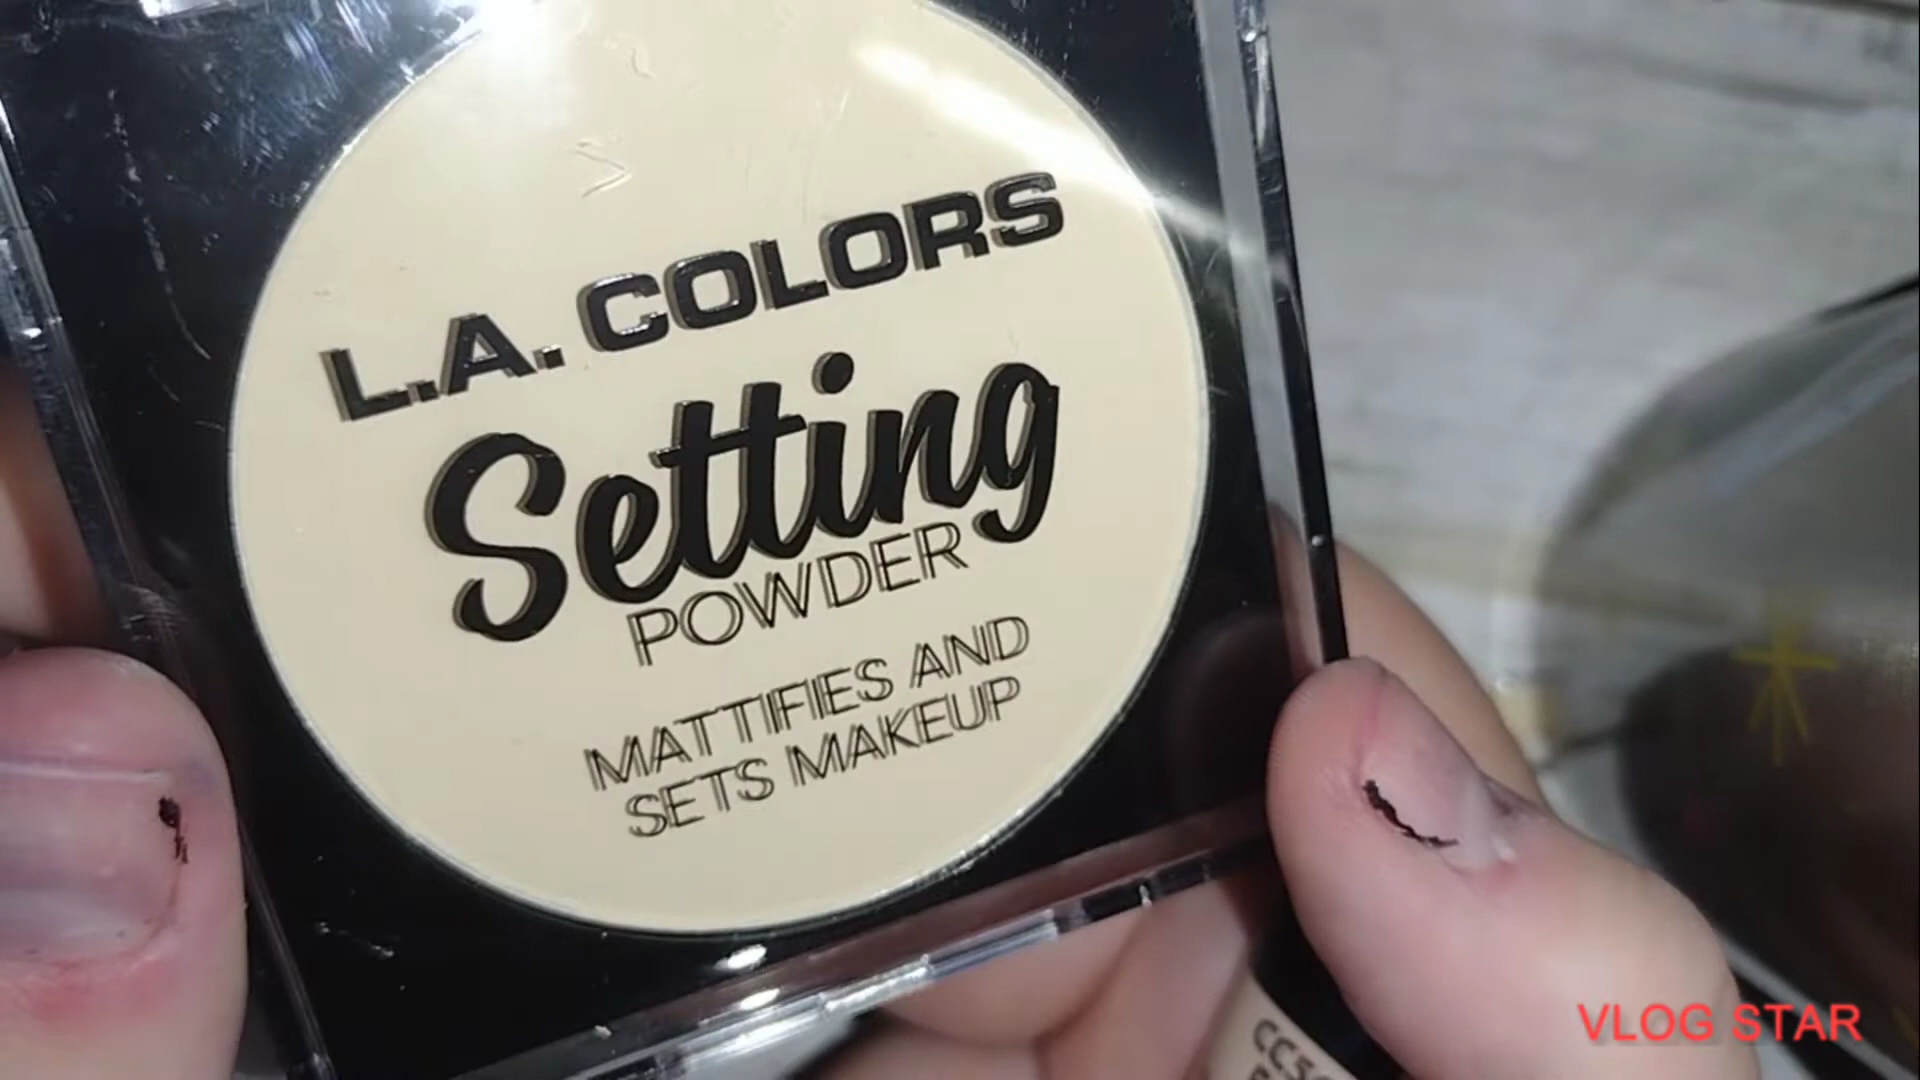 L.A. COLORS
Setting
POWDER
MATTIFIES AND
SETS MAKEUP
VLOG STAR